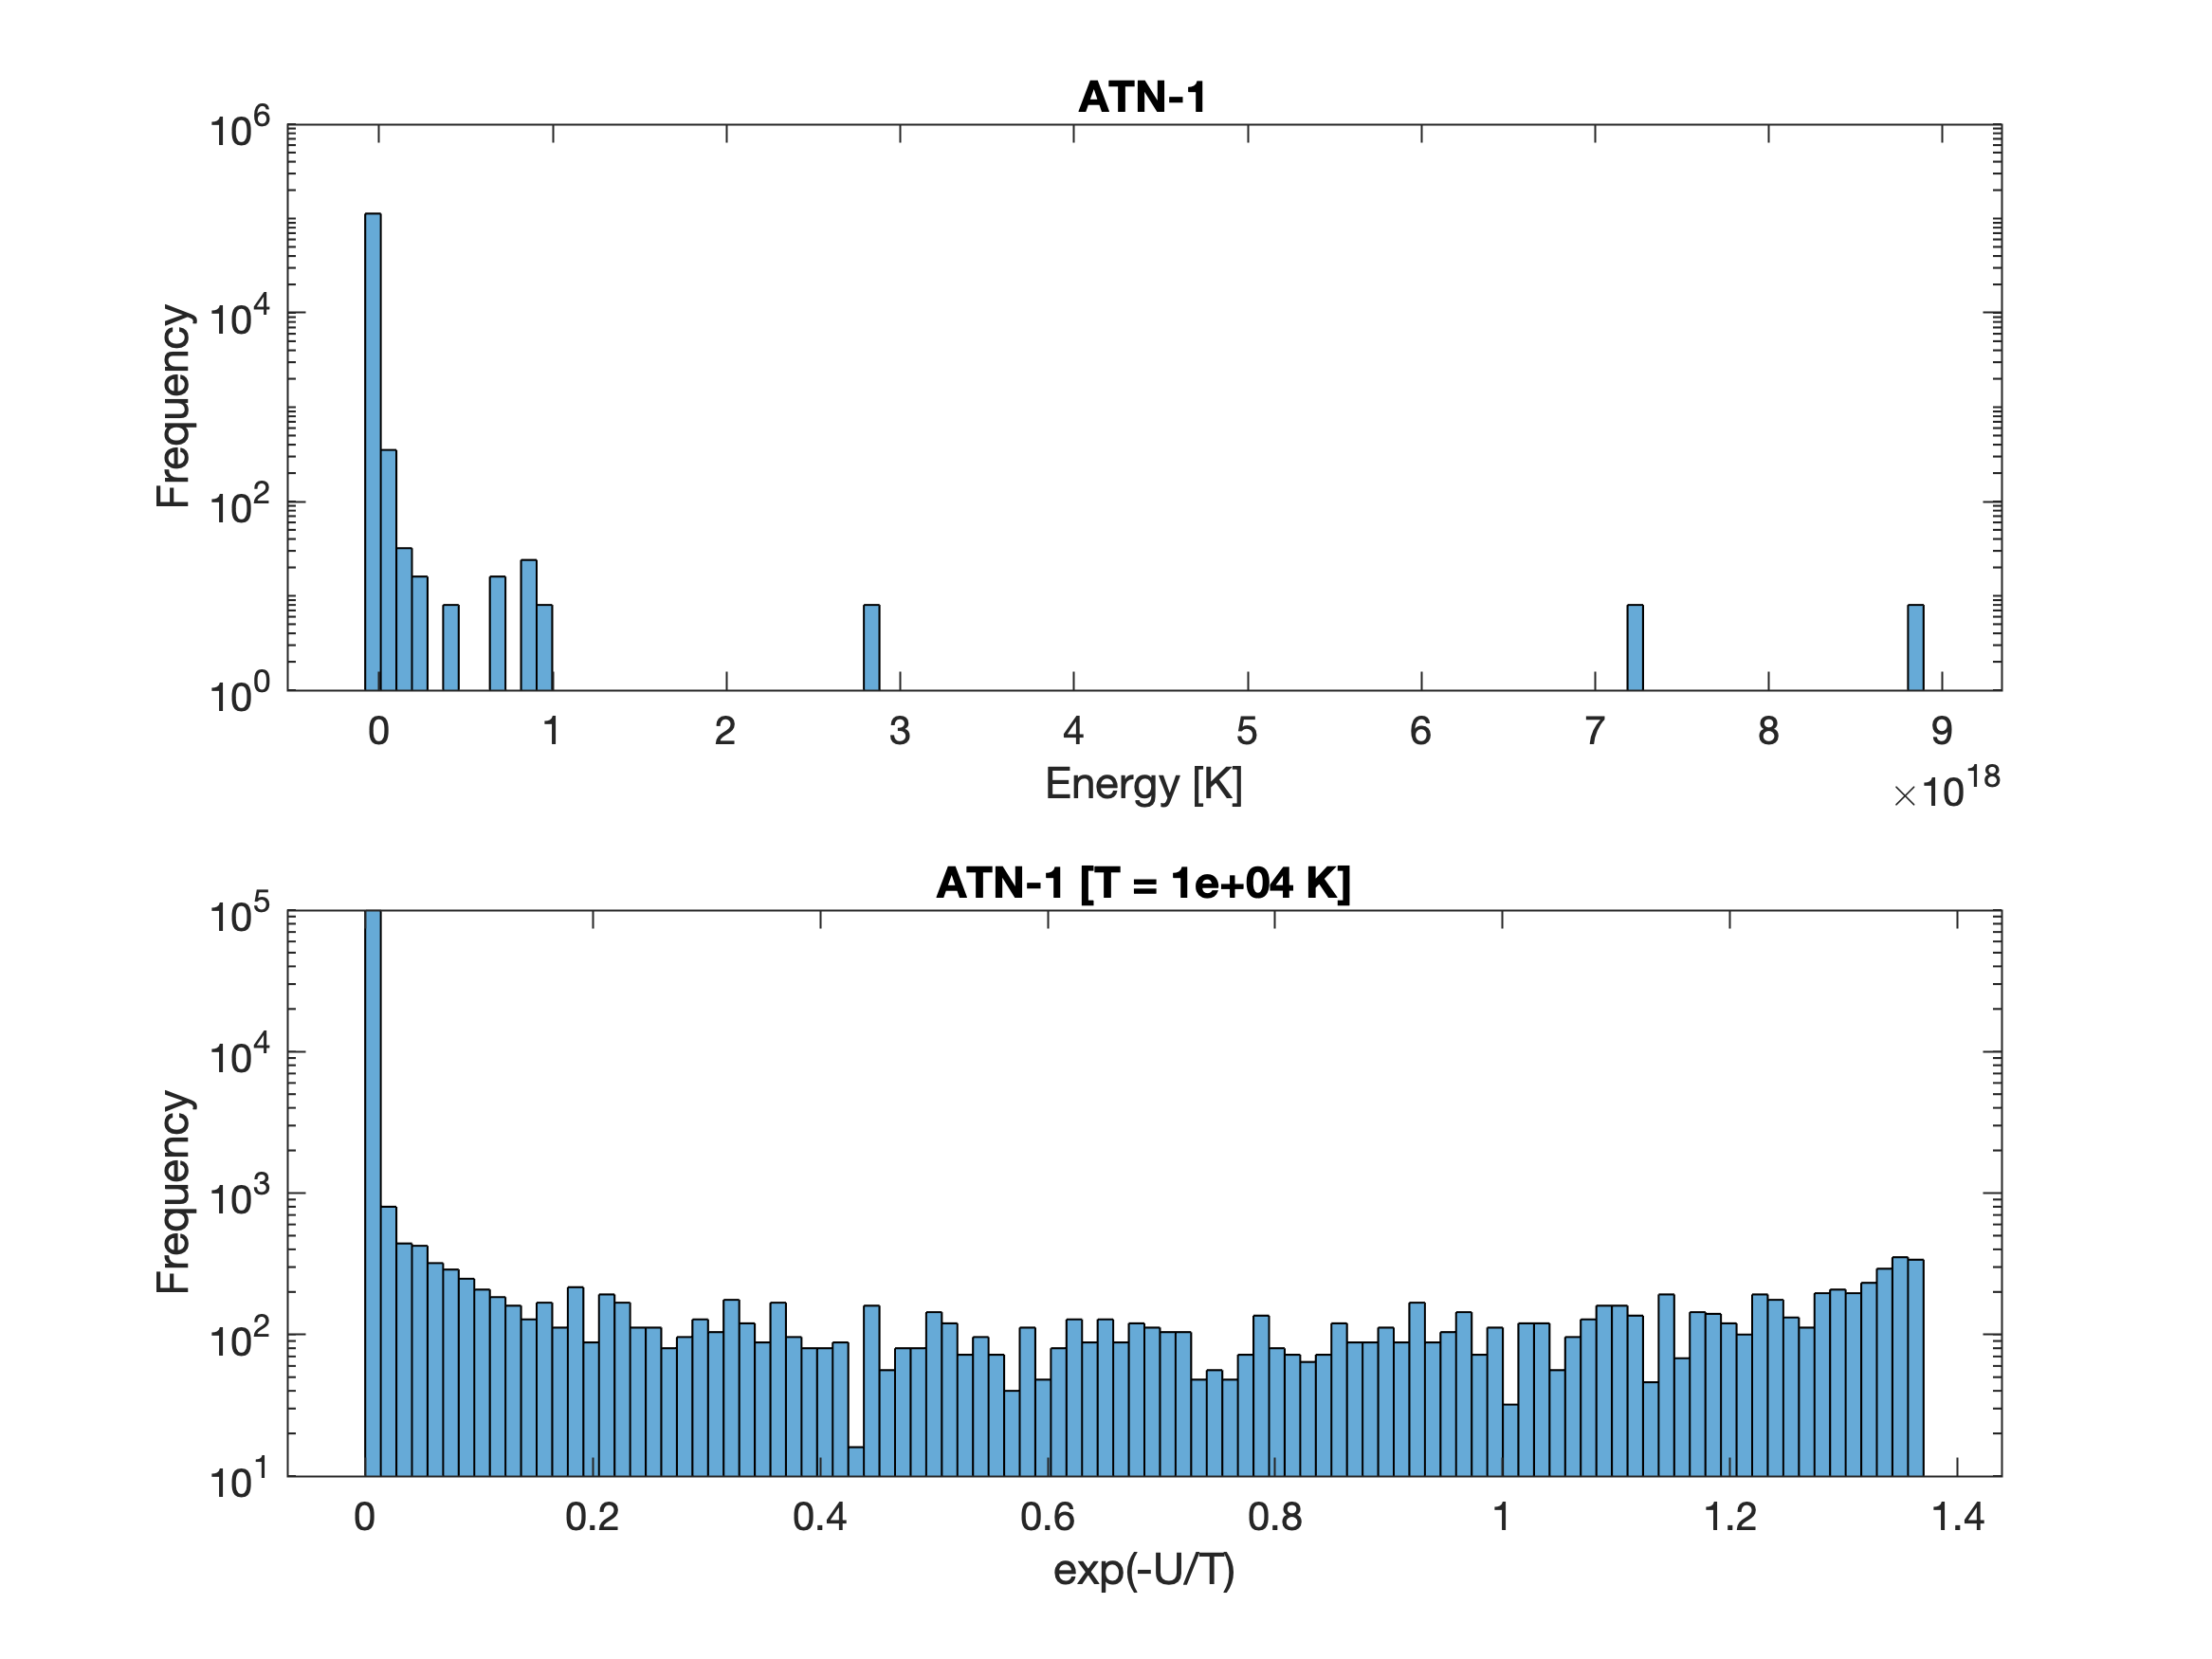 ATN-1
10^6
10^4
10^2
10^0
Frequency
0 1 2 3 4 5 6 7 8 9
Energy [K]
×10^18
ATN-1 [T = 1e+04 K]
10^5
10^4
10^3
10^2
10^1
Frequency
0 0.2 0.4 0.6 0.8 1 1.2 1.4
exp(-U/T)